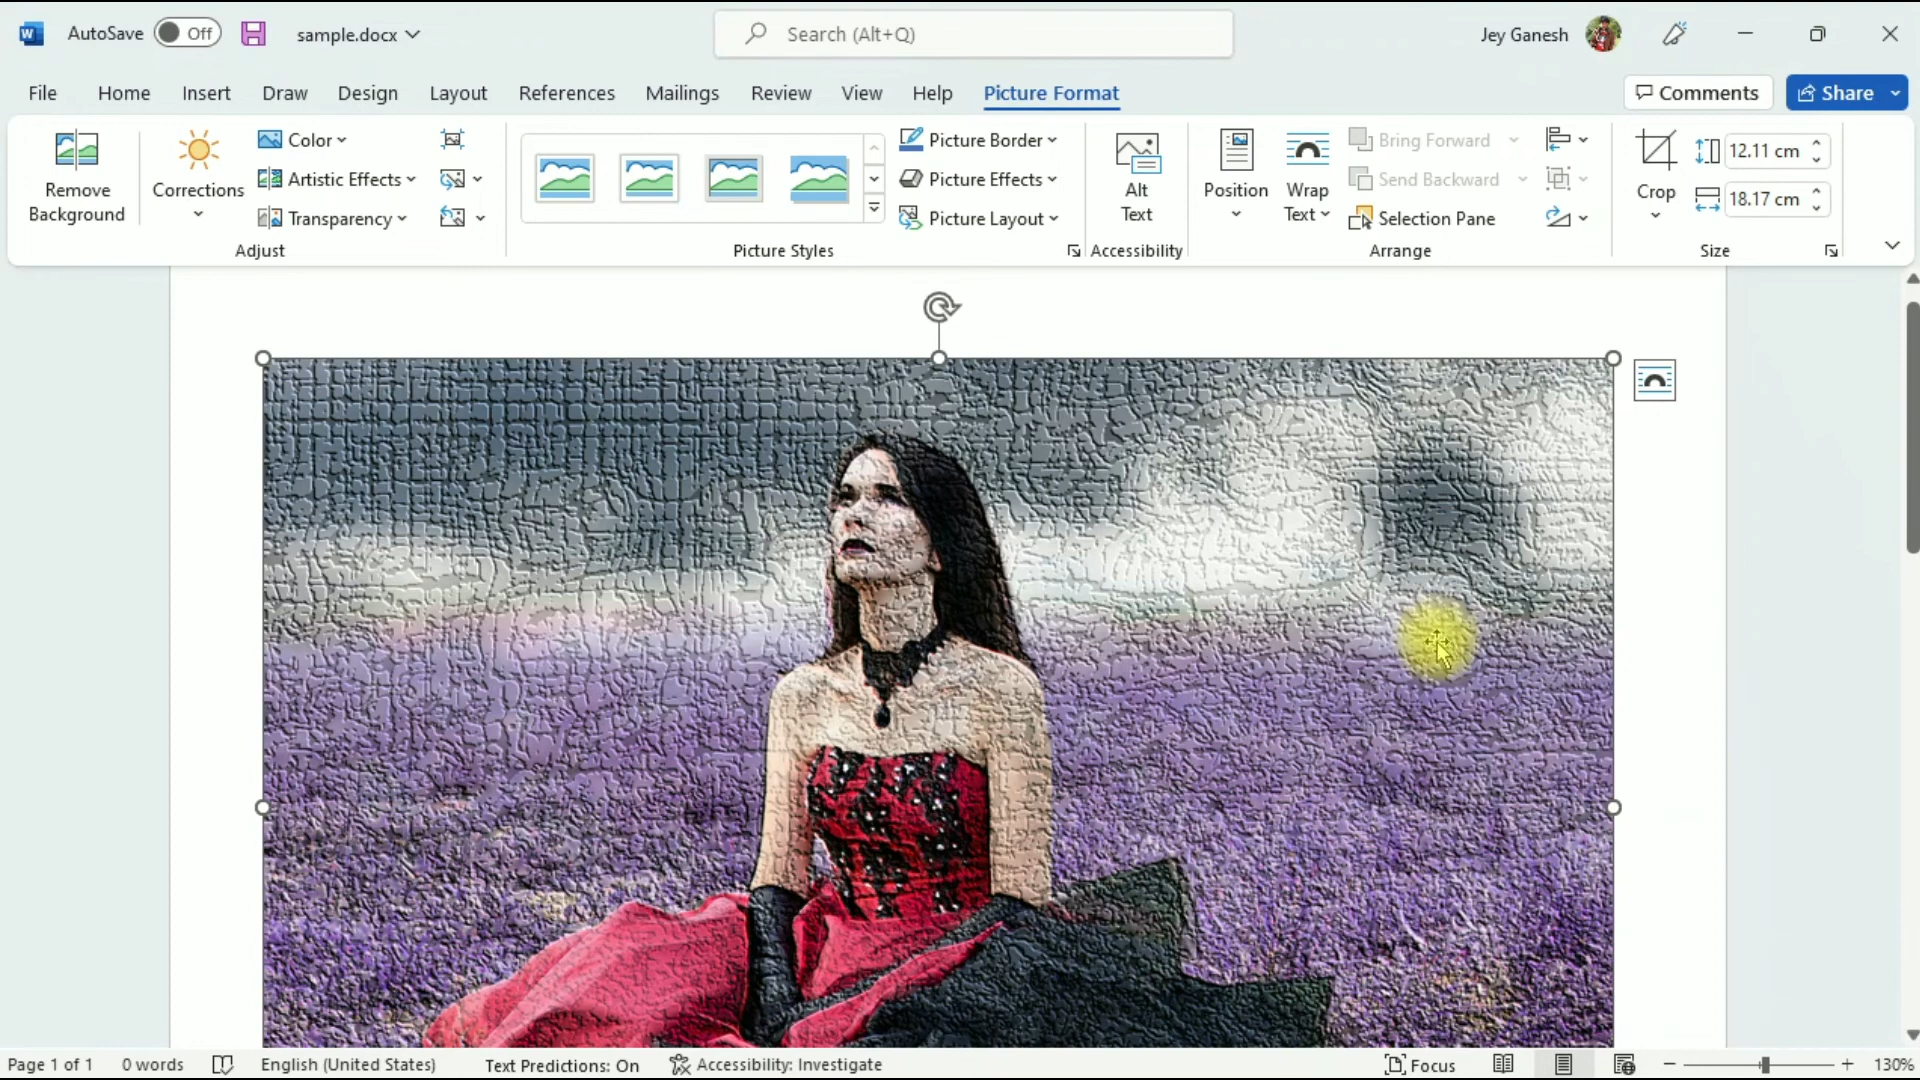 W AutoSave Off sample.docx Search (Alt+Q) Jey Ganesh
File Home Insert Draw Design Layout References Mailings Review View Help Picture Format Comments Share
Remove Background
Corrections
Color
Artistic Effects
Transparency
Adjust
Picture Border
Picture Effects
Picture Layout
Picture Styles
Alt Text
Accessibility
Position
Wrap Text
Bring Forward
Send Backward
Selection Pane
Arrange
Crop
12.11 cm
18.17 cm
Size
Page 1 of 1 0 words English (United States) Text Predictions: On Accessibility: Investigate Focus 130%